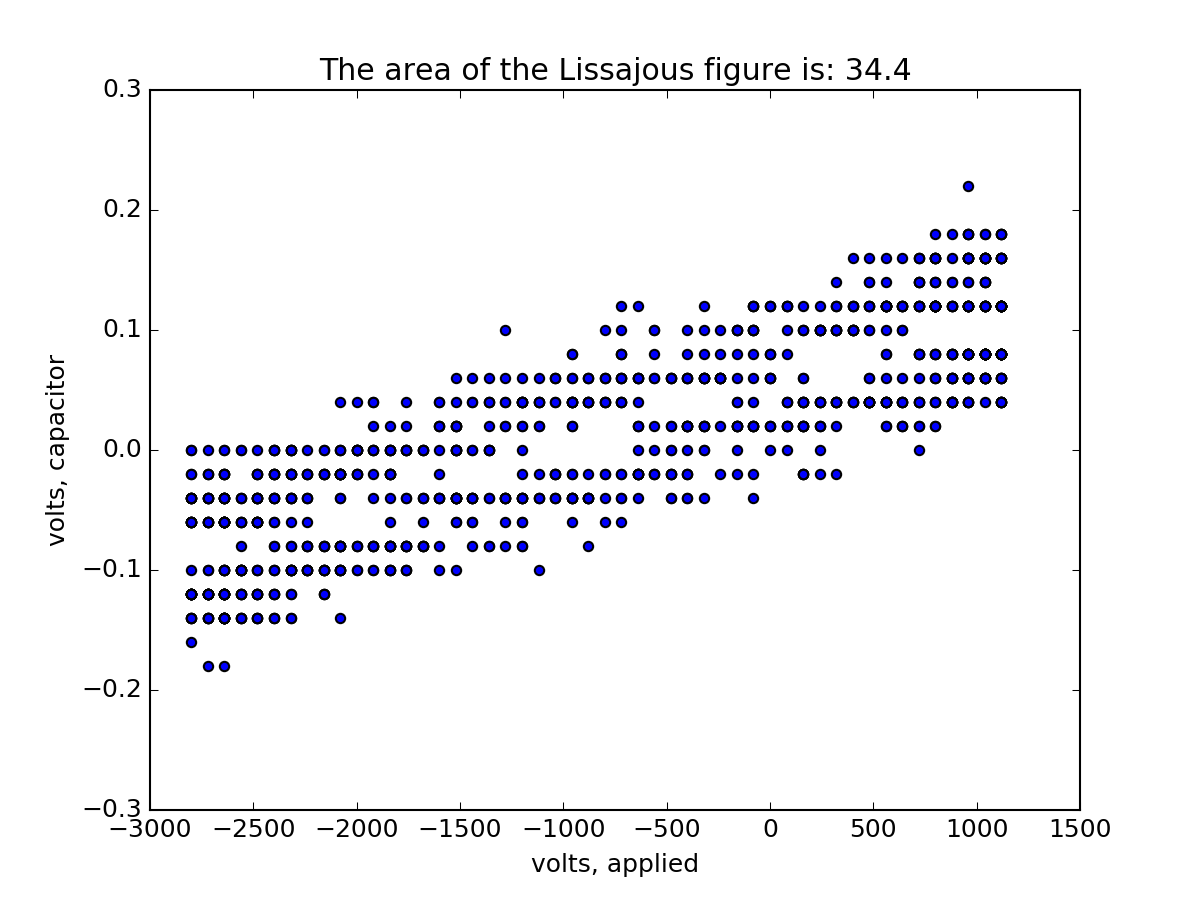 The area of the Lissajous figure is: 34.4
0.3
0.2
0.1
0.0
−0.1
−0.2
−0.3
volts, capacitor
−3000 −2500 −2000 −1500 −1000 −500 0 500 1000 1500
volts, applied